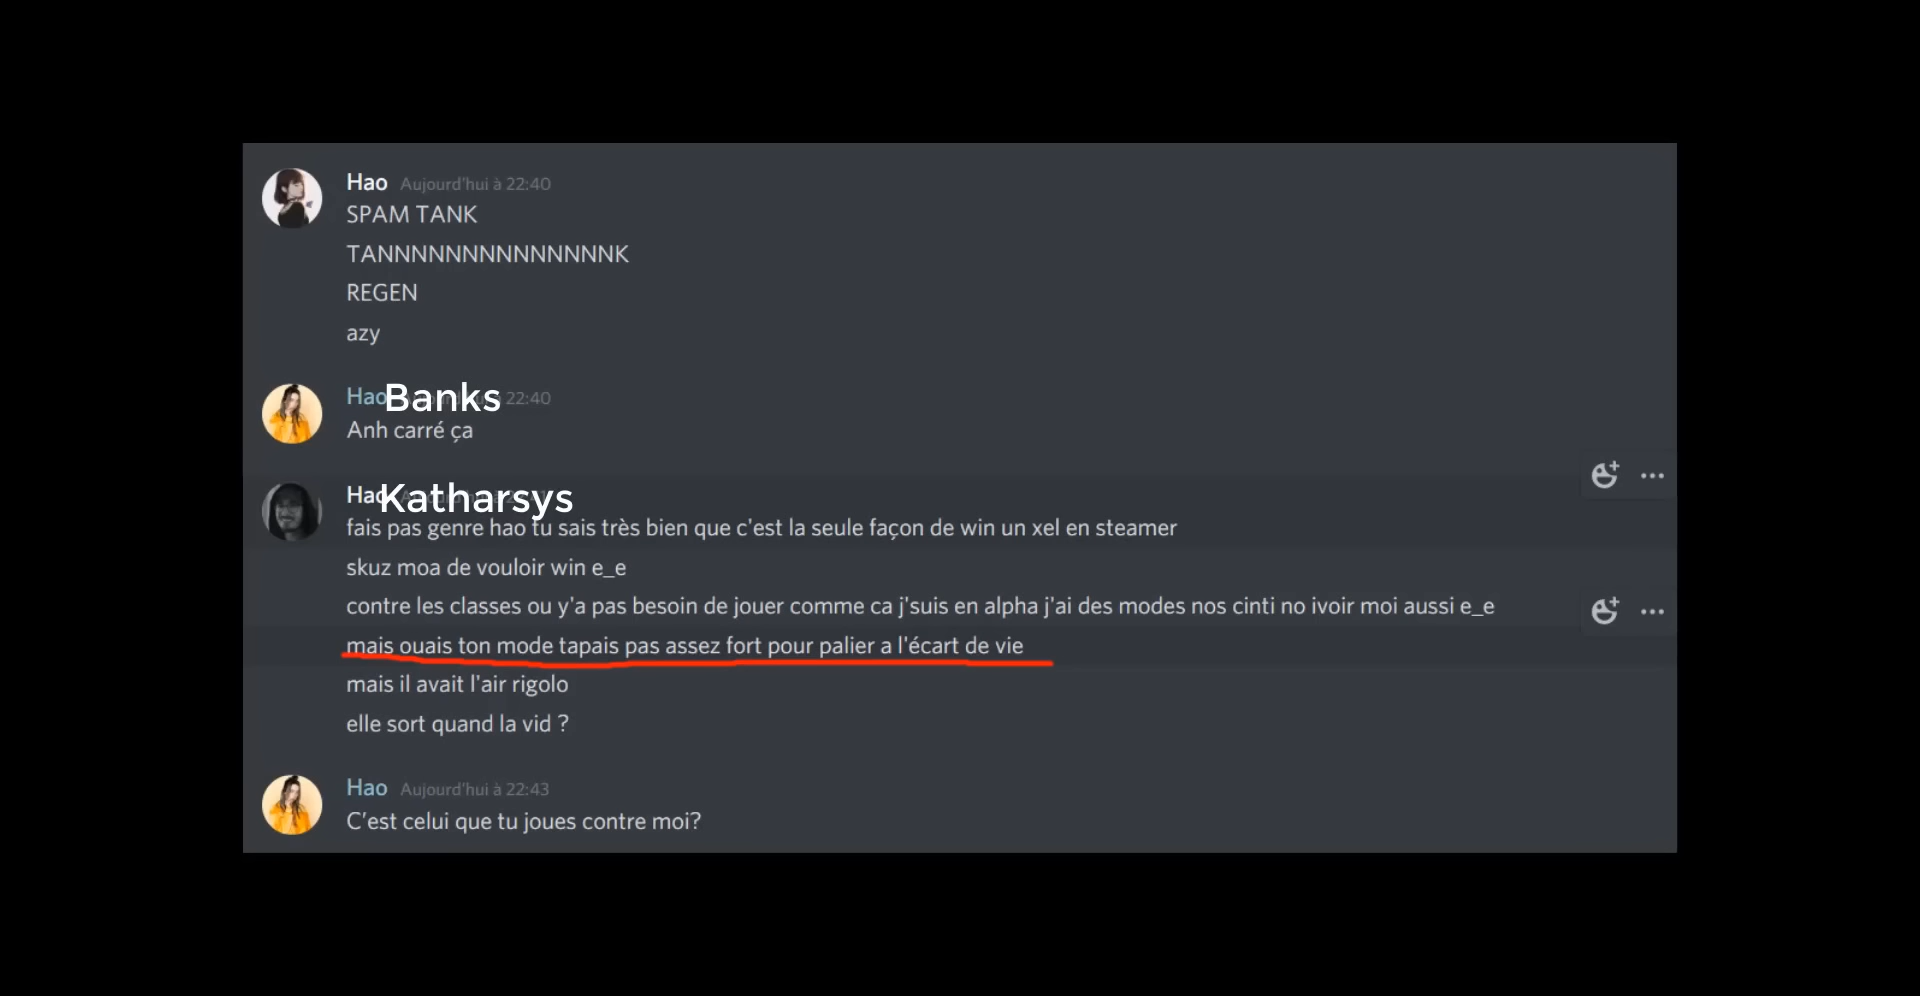 Hao Aujourd'hui à 22:40
SPAM TANK
TANNNNNNNNNNNNNNK
REGEN
azy
Hao Banks 22:40
Anh carré ça
Hao Katharsys
fais pas genre hao tu sais très bien que c'est la seule façon de win un xel en steamer
skuz moa de vouloir win e_e
contre les classes ou y'a pas besoin de jouer comme ca j'suis en alpha j'ai des modes nos cinti no ivoir moi aussi e_e
mais ouais ton mode tapais pas assez fort pour palier a l'écart de vie
mais il avait l'air rigolo
elle sort quand la vid ?
Hao Aujourd'hui à 22:43
C'est celui que tu joues contre moi?